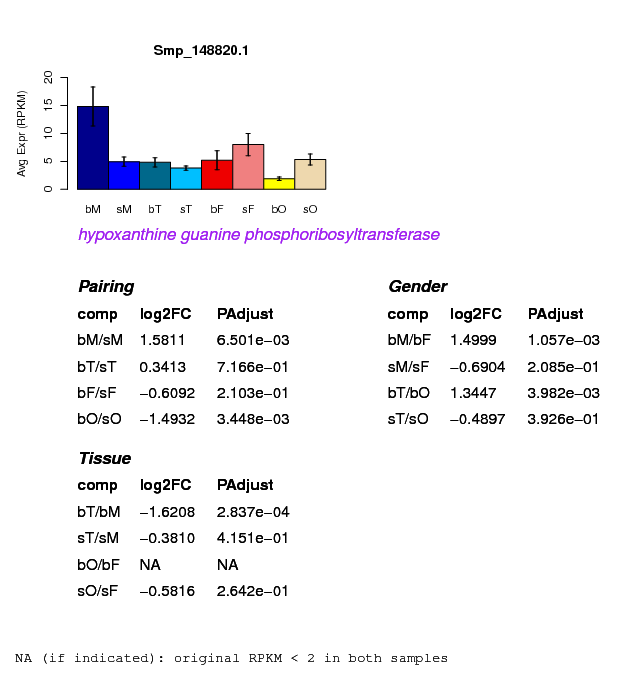 Smp_148820.1
Avg Expr (RPKM)
20
15
10
5
0
bM sM bT sT bF sF bO sO
hypoxanthine guanine phosphoribosyltransferase
Pairing
comp log2FC PAdjust
bM/sM 1.5811 6.501e−03
bT/sT 0.3413 7.166e−01
bF/sF −0.6092 2.103e−01
bO/sO −1.4932 3.448e−03
Gender
comp log2FC PAdjust
bM/bF 1.4999 1.057e−03
sM/sF −0.6904 2.085e−01
bT/bO 1.3447 3.982e−03
sT/sO −0.4897 3.926e−01
Tissue
comp log2FC PAdjust
bT/bM −1.6208 2.837e−04
sT/sM −0.3810 4.151e−01
bO/bF NA NA
sO/sF −0.5816 2.642e−01
NA (if indicated): original RPKM < 2 in both samples